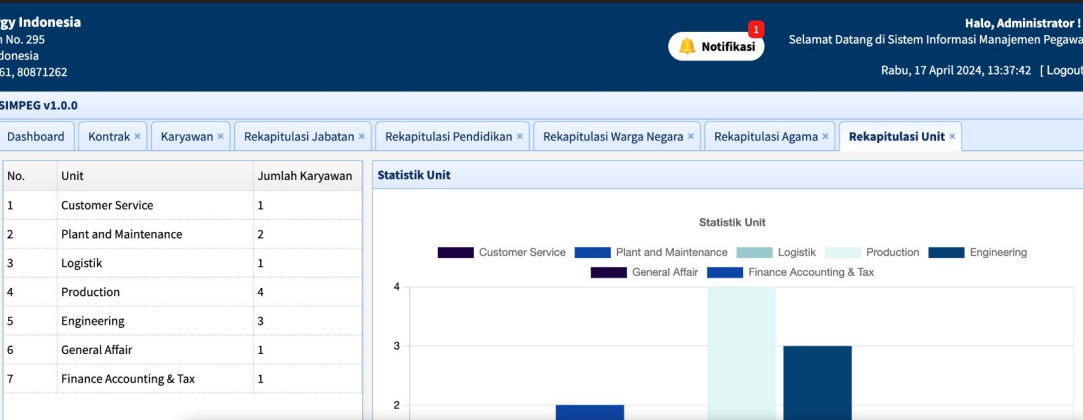 gy Indonesia
No. 295
donesia
61, 80871262
1
Notifikasi
Halo, Administrator !
Selamat Datang di Sistem Informasi Manajemen Pegawa
Rabu, 17 April 2024, 13:37:42 [ Logout
SIMPEG v1.0.0
Dashboard Kontrak × Karyawan × Rekapitulasi Jabatan × Rekapitulasi Pendidikan × Rekapitulasi Warga Negara × Rekapitulasi Agama × Rekapitulasi Unit ×
No. Unit Jumlah Karyawan
1 Customer Service 1
2 Plant and Maintenance 2
3 Logistik 1
4 Production 4
5 Engineering 3
6 General Affair 1
7 Finance Accounting & Tax 1
Statistik Unit
Statistik Unit
Customer Service Plant and Maintenance Logistik Production Engineering
General Affair Finance Accounting & Tax
4
3
2